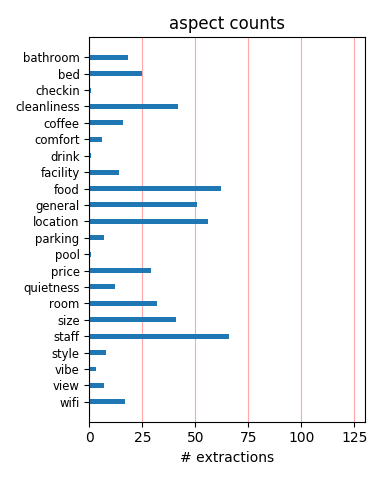 aspect counts
bathroom
bed
checkin
cleanliness
coffee
comfort
drink
facility
food
general
location
parking
pool
price
quietness
room
size
staff
style
vibe
view
wifi
0 25 50 75 100 125
# extractions